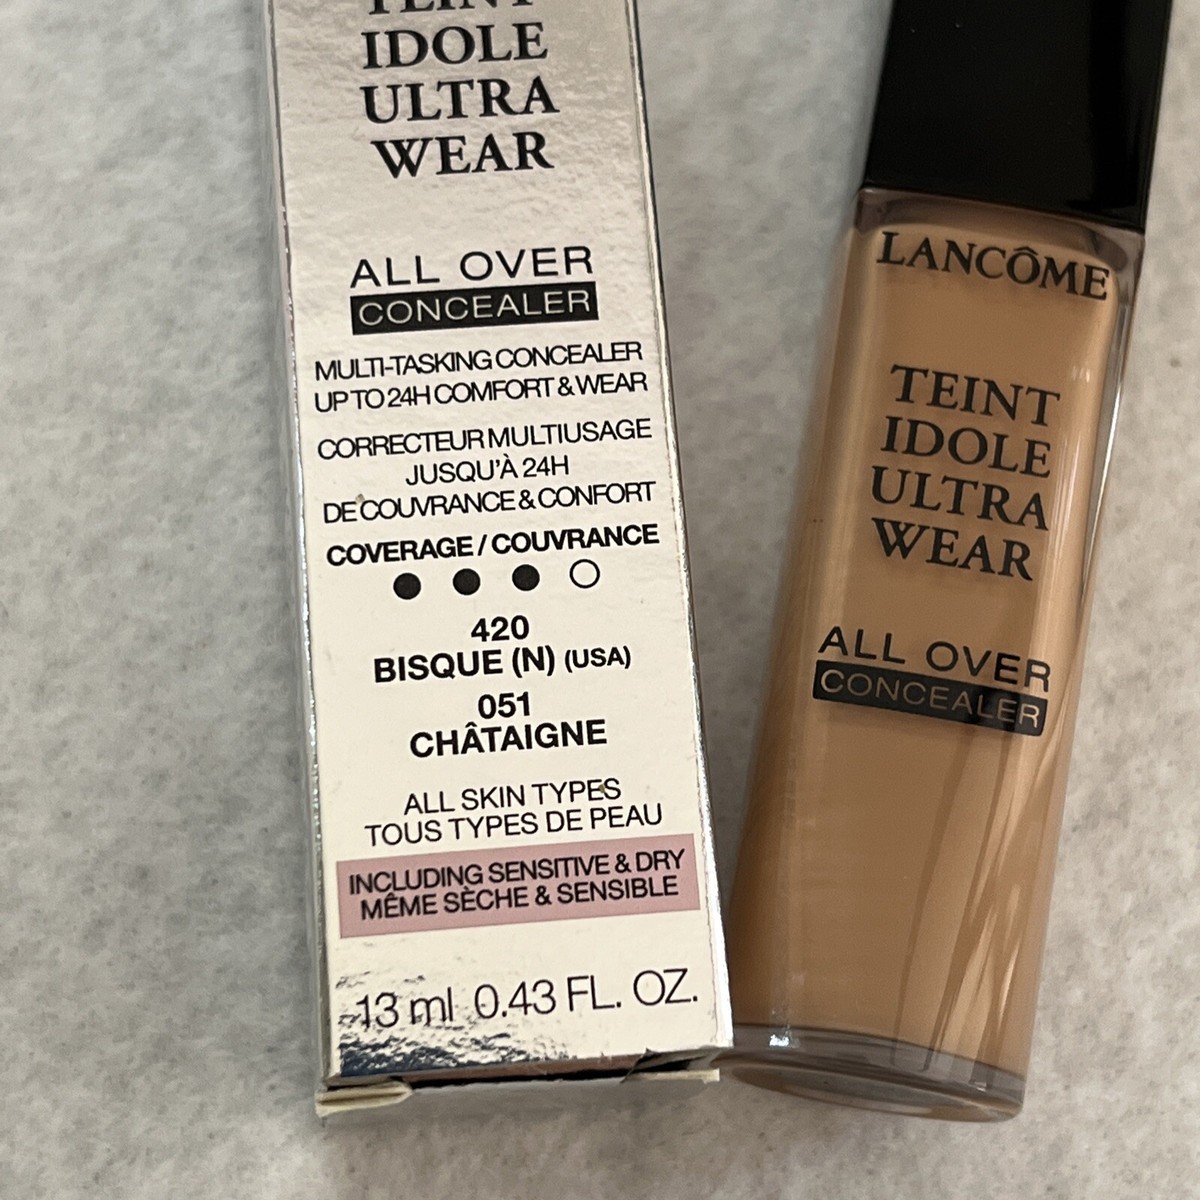 TEINT
IDOLE
ULTRA
WEAR
ALL OVER
CONCEALER
MULTI-TASKING CONCEALER
UP TO 24H COMFORT & WEAR
CORRECTEUR MULTIUSAGE
JUSQU'À 24H
DE COUVRANCE & CONFORT
COVERAGE / COUVRANCE
420
BISQUE (N) (USA)
051
CHÂTAIGNE
ALL SKIN TYPES
TOUS TYPES DE PEAU
INCLUDING SENSITIVE & DRY
MÊME SÈCHE & SENSIBLE
13 ml 0.43 FL. OZ.
LANCÔME
TEINT
IDOLE
ULTRA
WEAR
ALL OVER
CONCEALER